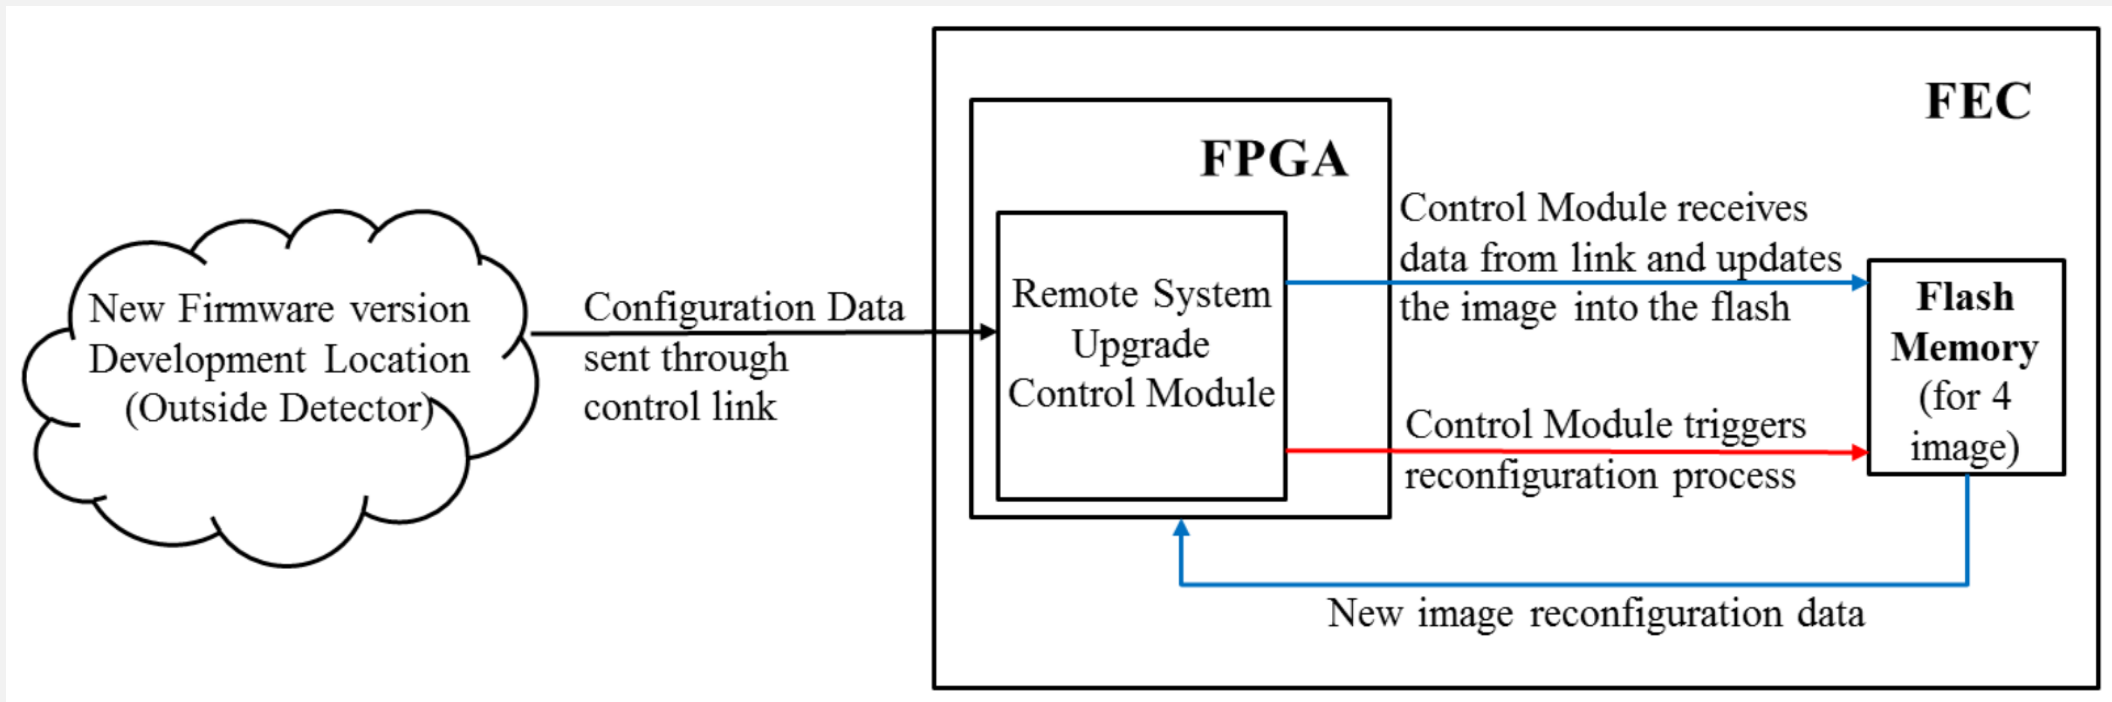 FEC
FPGA
New Firmware version
Development Location
(Outside Detector)
Configuration Data
sent through
control link
Remote System
Upgrade
Control Module
Control Module receives
data from link and updates
the image into the flash
Control Module triggers
reconfiguration process
Flash
Memory
(for 4
image)
New image reconfiguration data